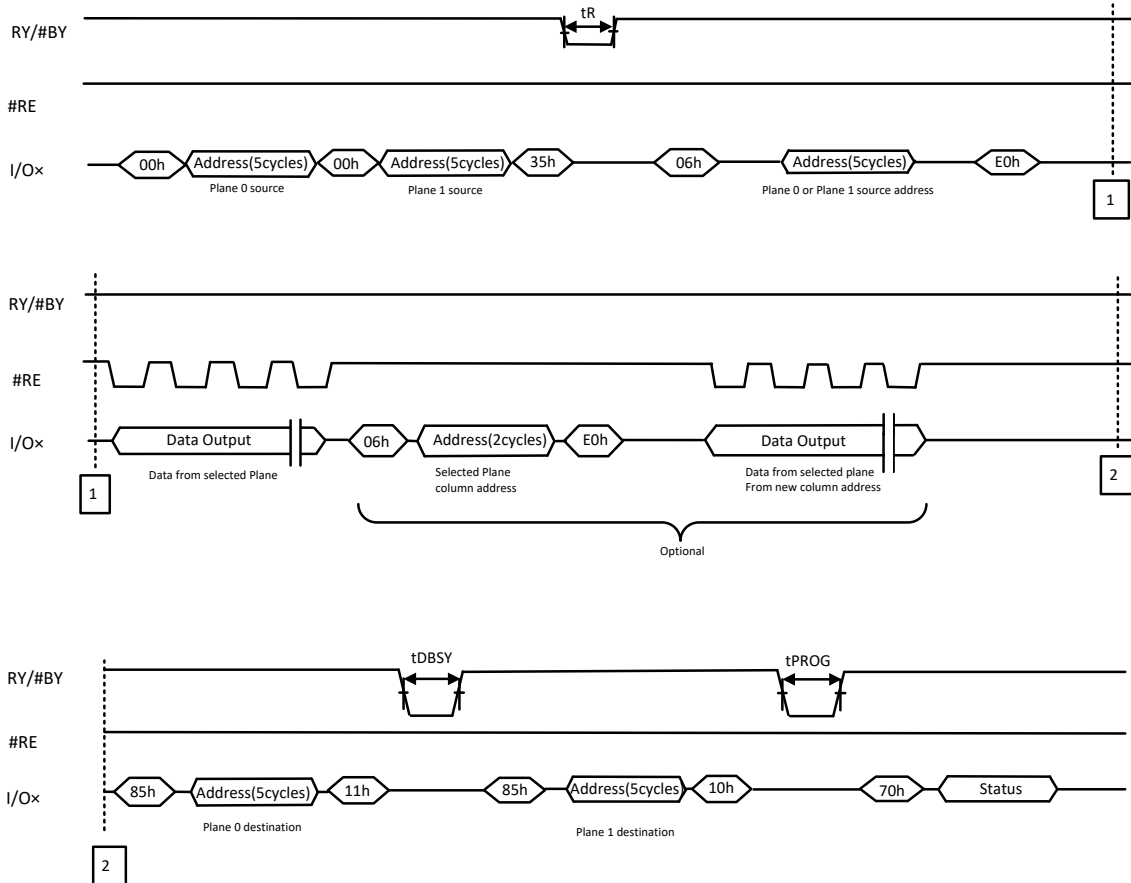 tR
RY/#BY
#RE
I/O×
00h Address(5cycles) 00h Address(5cycles) 35h 06h Address(5cycles) E0h
Plane 0 source Plane 1 source Plane 0 or Plane 1 source address
1
RY/#BY
#RE
I/O×
Data Output 06h Address(2cycles) E0h Data Output
Data from selected Plane
Selected Plane
column address
Data from selected plane
From new column address
1
2
Optional
tDBSY tPROG
RY/#BY
#RE
I/O×
85h Address(5cycles) 11h 85h Address(5cycles 10h 70h Status
Plane 0 destination Plane 1 destination
2